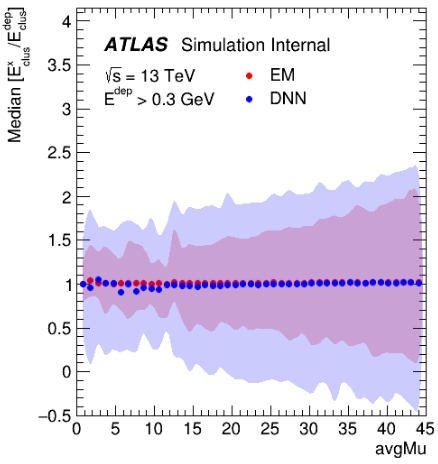 ATLAS Simulation Internal
√s = 13 TeV
E^dep > 0.3 GeV
EM
DNN
Median [E^x_clus/E^dep_clus]
4
3.5
3
2.5
2
1.5
1
0.5
0
−0.5
0 5 10 15 20 25 30 35 40 45
avgMu